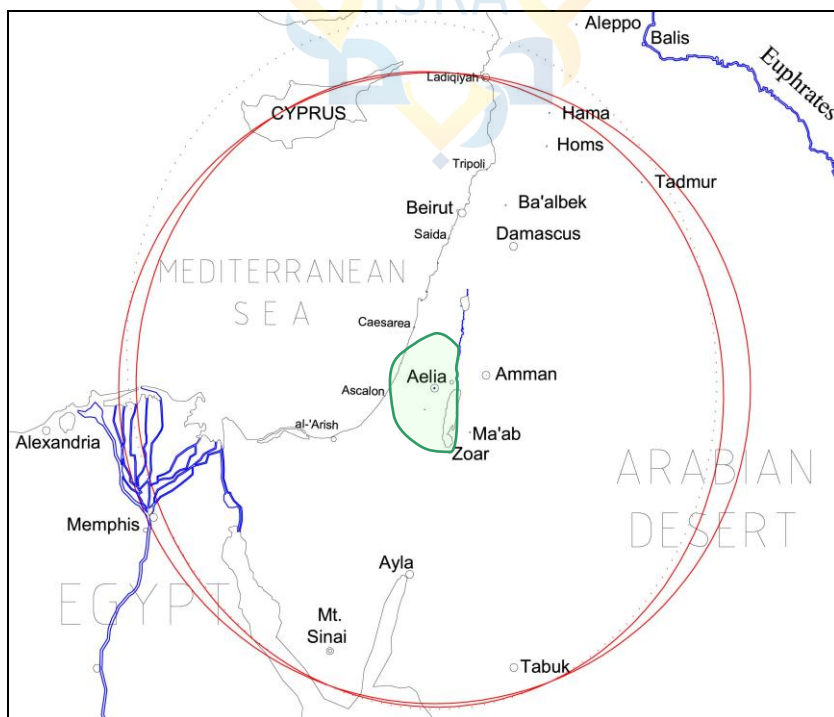 ISRA
Aleppo
Balis
Euphrates
Ladiqiyah
CYPRUS
Hama
Homs
Tripoli
Tadmur
Ba'albek
Beirut
Damascus
Saida
MEDITERRANEAN
SEA
Caesarea
Aelia
Amman
Ascalon
al-'Arish
Ma'ab
Alexandria
Zoar
ARABIAN
DESERT
Memphis
Ayla
EGYPT
Mt.
Sinai
Tabuk